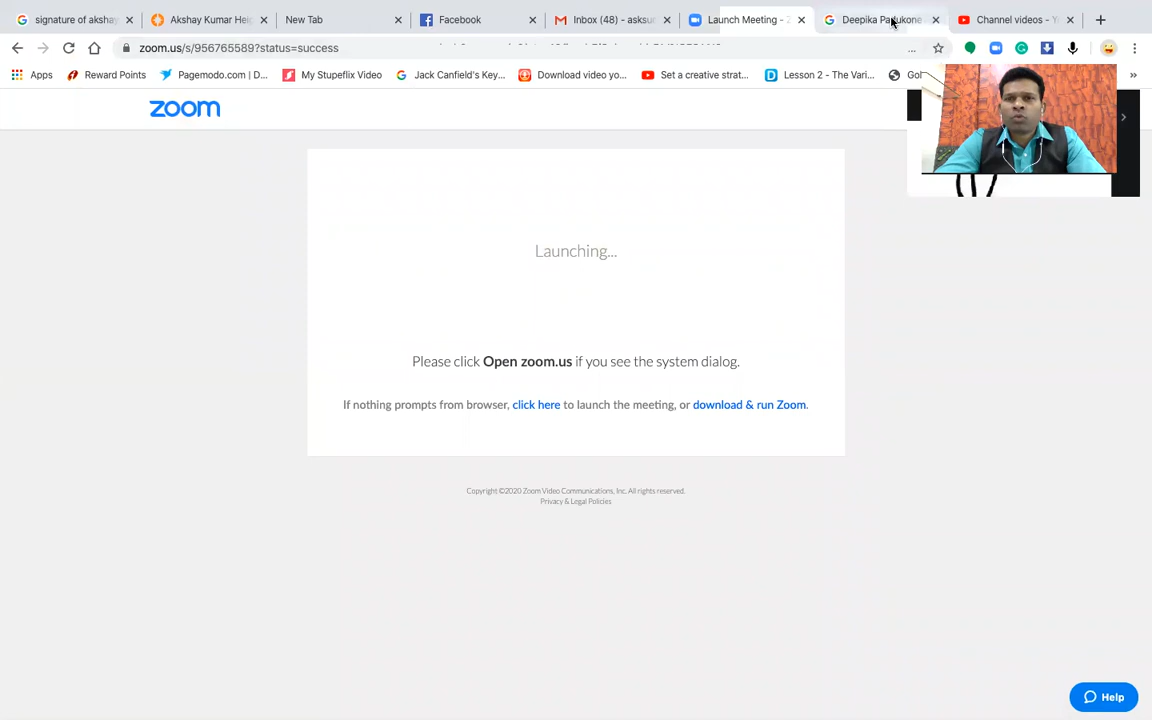 signature of akshay
Akshay Kumar Hei
New Tab
Facebook
Inbox (48) - asksu
Launch Meeting - Z
Deepika Padukone
Channel videos - Y
zoom.us/s/956765589?status=success
Apps
Reward Points
Pagemodo.com | D...
My Stupeflix Video
Jack Canfield's Key...
Download video yo...
Set a creative strat...
Lesson 2 - The Vari...
zoom
Launching...
Please click Open zoom.us if you see the system dialog.
If nothing prompts from browser, click here to launch the meeting, or download & run Zoom.
Copyright ©2020 Zoom Video Communications, Inc. All rights reserved.
Privacy & Legal Policies
Help